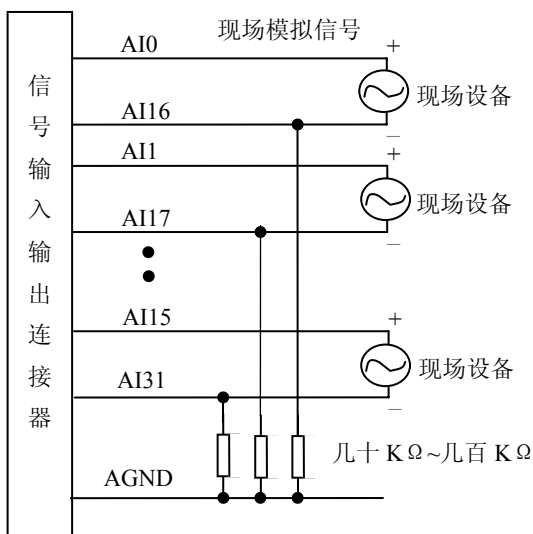 信号输入输出连接器
现场模拟信号
AI0
+
现场设备
AI16
−
AI1
+
现场设备
AI17
−
AI15
+
现场设备
AI31
−
几十 KΩ~几百 KΩ
AGND